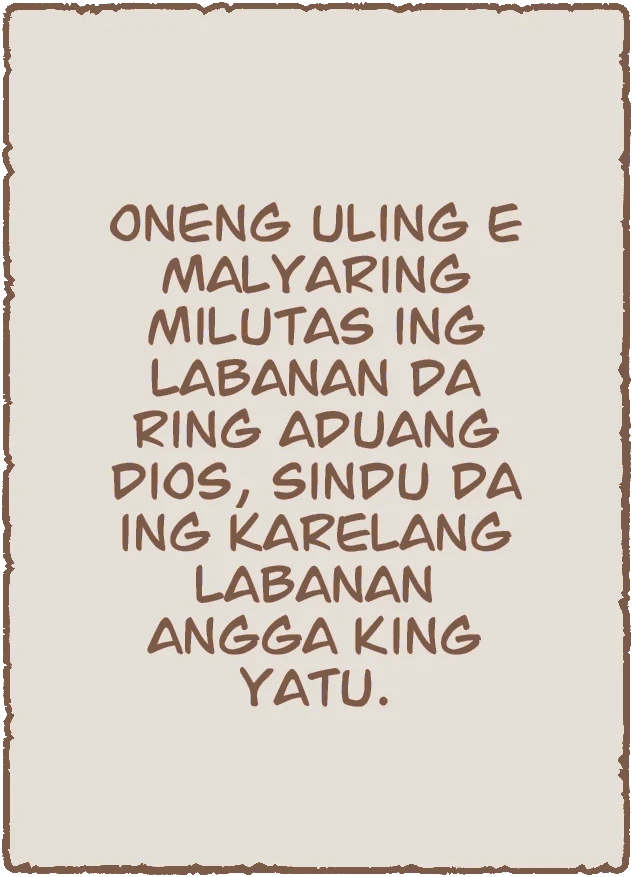 ONENG ULING E
MALYARING
MILUTAS ING
LABANAN DA
RING ADUANG
DIOS, SINDU DA
ING KARELANG
LABANAN
ANGGA KING
YATU.